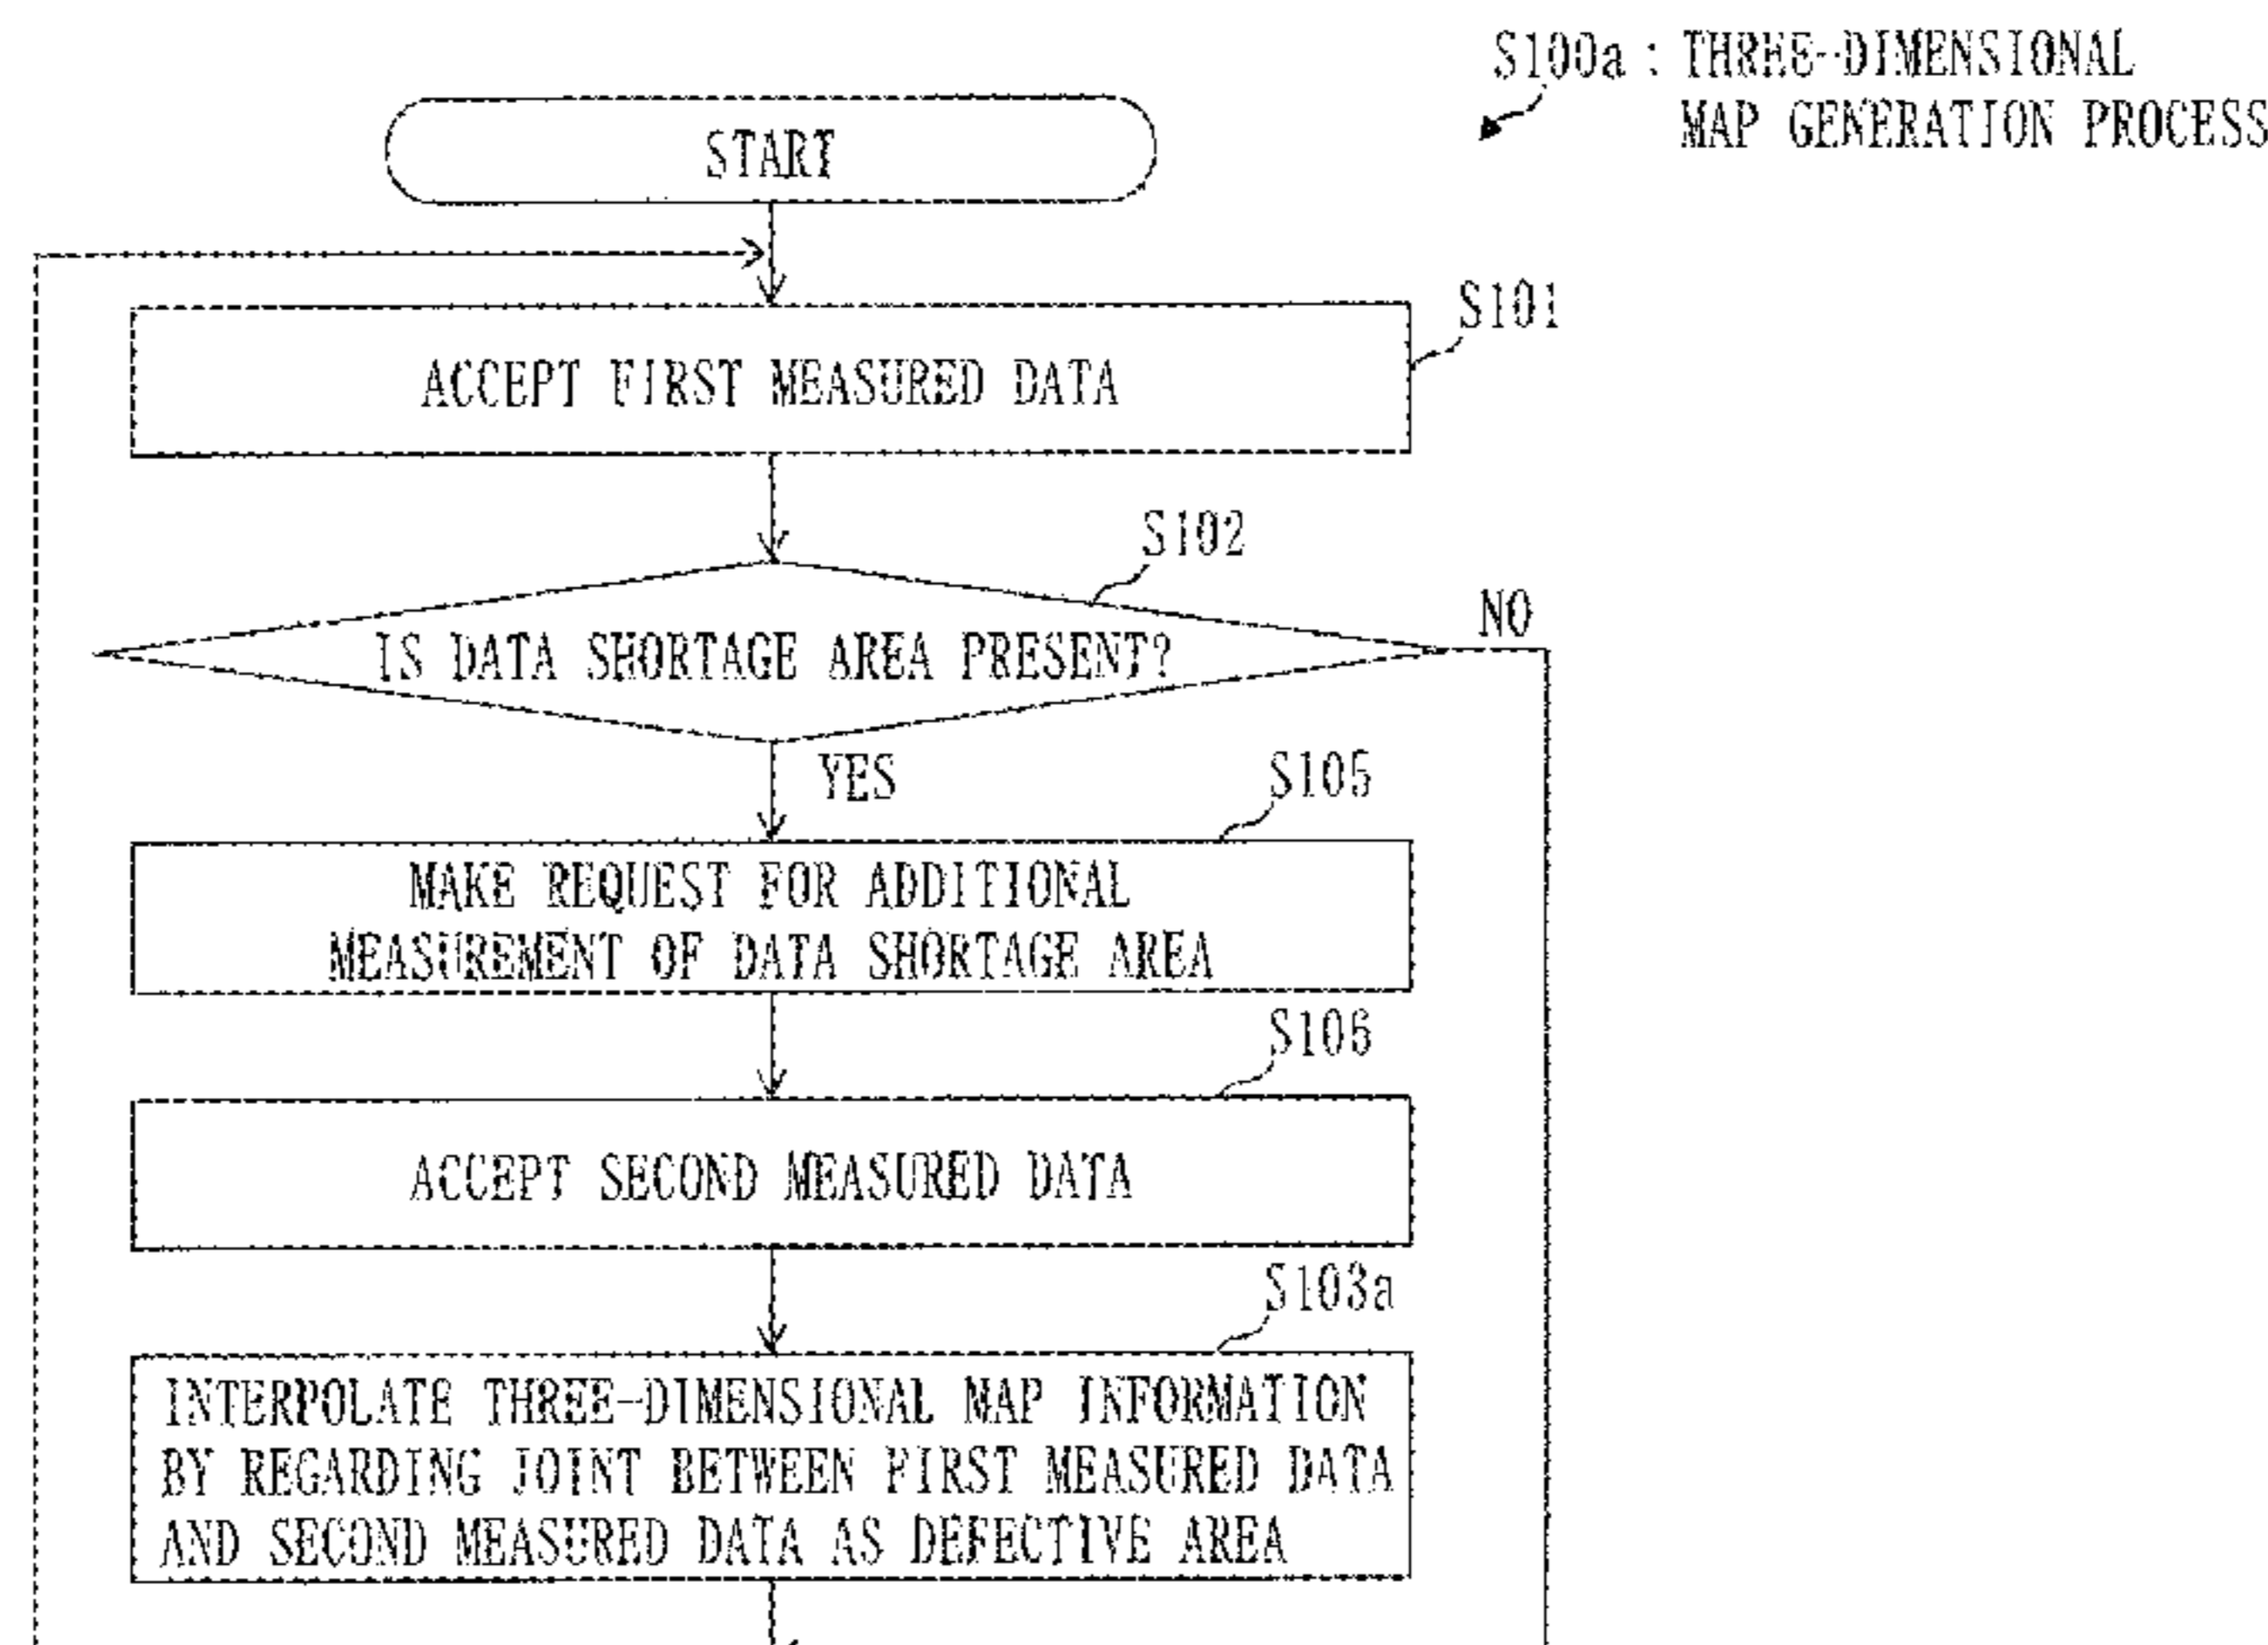 S100a : THREE-DIMENSIONAL
MAP GENERATION PROCESS
START
S101
ACCEPT FIRST MEASURED DATA
S102
NO
IS DATA SHORTAGE AREA PRESENT?
YES
S105
MAKE REQUEST FOR ADDITIONAL
MEASUREMENT OF DATA SHORTAGE AREA
S106
ACCEPT SECOND MEASURED DATA
S103a
INTERPOLATE THREE-DIMENSIONAL MAP INFORMATION
BY REGARDING JOINT BETWEEN FIRST MEASURED DATA
AND SECOND MEASURED DATA AS DEFECTIVE AREA